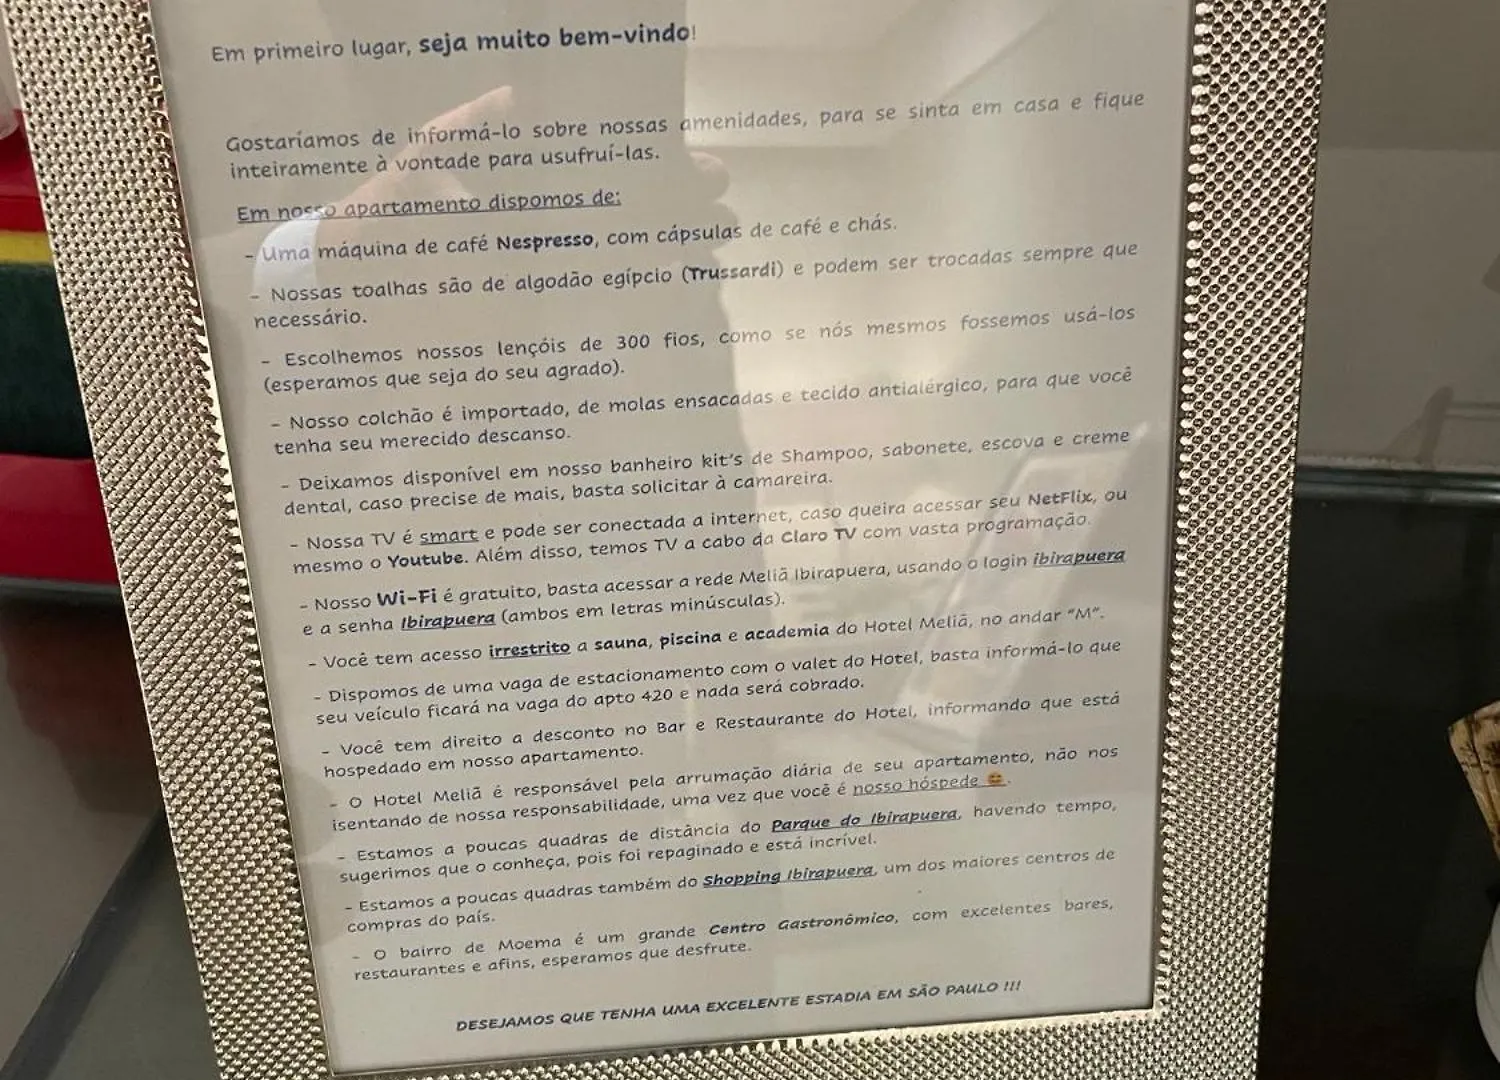 Em primeiro lugar, seja muito bem-vindo!
Gostaríamos de informá-lo sobre nossas amenidades, para se sinta em casa e fique
inteiramente à vontade para usufruí-las.
Em nosso apartamento dispomos de:
- Uma máquina de café Nespresso, com cápsulas de café e chás.
- Nossas toalhas são de algodão egípcio (Trussardi) e podem ser trocadas sempre que
necessário.
- Escolhemos nossos lençóis de 300 fios, como se nós mesmos fossemos usá-los
(esperamos que seja do seu agrado).
- Nosso colchão é importado, de molas ensacadas e tecido antialérgico, para que você
tenha seu merecido descanso.
- Deixamos disponível em nosso banheiro kit's de Shampoo, sabonete, escova e creme
dental, caso precise de mais, basta solicitar à camareira.
- Nossa TV é smart e pode ser conectada a internet, caso queira acessar seu NetFlix, ou
mesmo o Youtube. Além disso, temos TV a cabo da Claro TV com vasta programação.
- Nosso Wi-Fi é gratuito, basta acessar a rede Meliã Ibirapuera, usando o login ibirapuera
e a senha Ibirapuera (ambos em letras minúsculas).
- Você tem acesso irrestrito a sauna, piscina e academia do Hotel Meliã, no andar "M".
- Dispomos de uma vaga de estacionamento com o valet do Hotel, basta informá-lo que
seu veículo ficará na vaga do apto 420 e nada será cobrado.
- Você tem direito a desconto no Bar e Restaurante do Hotel, informando que está
hospedado em nosso apartamento.
- O Hotel Meliã é responsável pela arrumação diária de seu apartamento, não nos
isentando de nossa responsabilidade, uma vez que você é nosso hóspede 😄.
- Estamos a poucas quadras de distância do Parque do Ibirapuera, havendo tempo,
sugerimos que o conheça, pois foi repaginado e está incrível.
- Estamos a poucas quadras também do Shopping Ibirapuera, um dos maiores centros de
compras do país.
- O bairro de Moema é um grande Centro Gastronômico, com excelentes bares,
restaurantes e afins, esperamos que desfrute.
DESEJAMOS QUE TENHA UMA EXCELENTE ESTADIA EM SÃO PAULO !!!